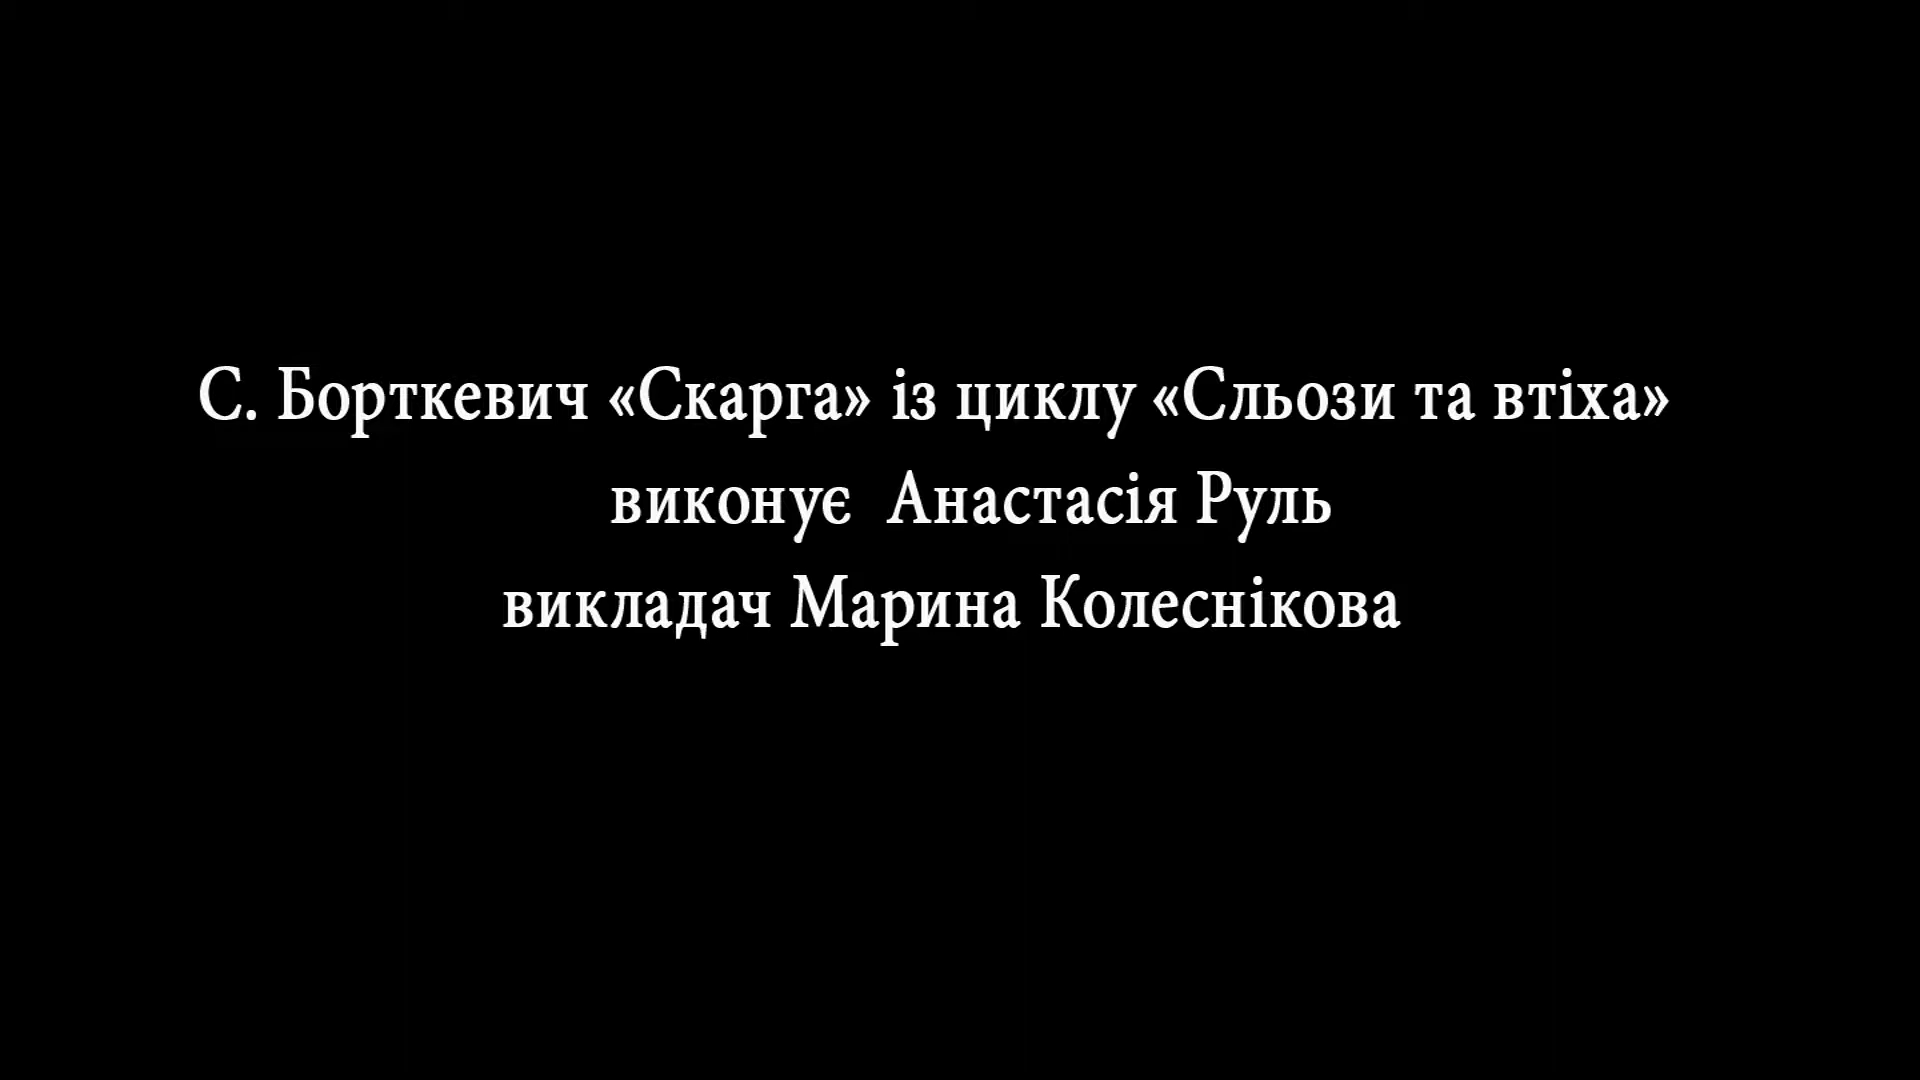 С. Борткевич «Скарга» із циклу «Сльози та втіха»
виконує  Анастасія Руль
викладач Марина Колеснікова